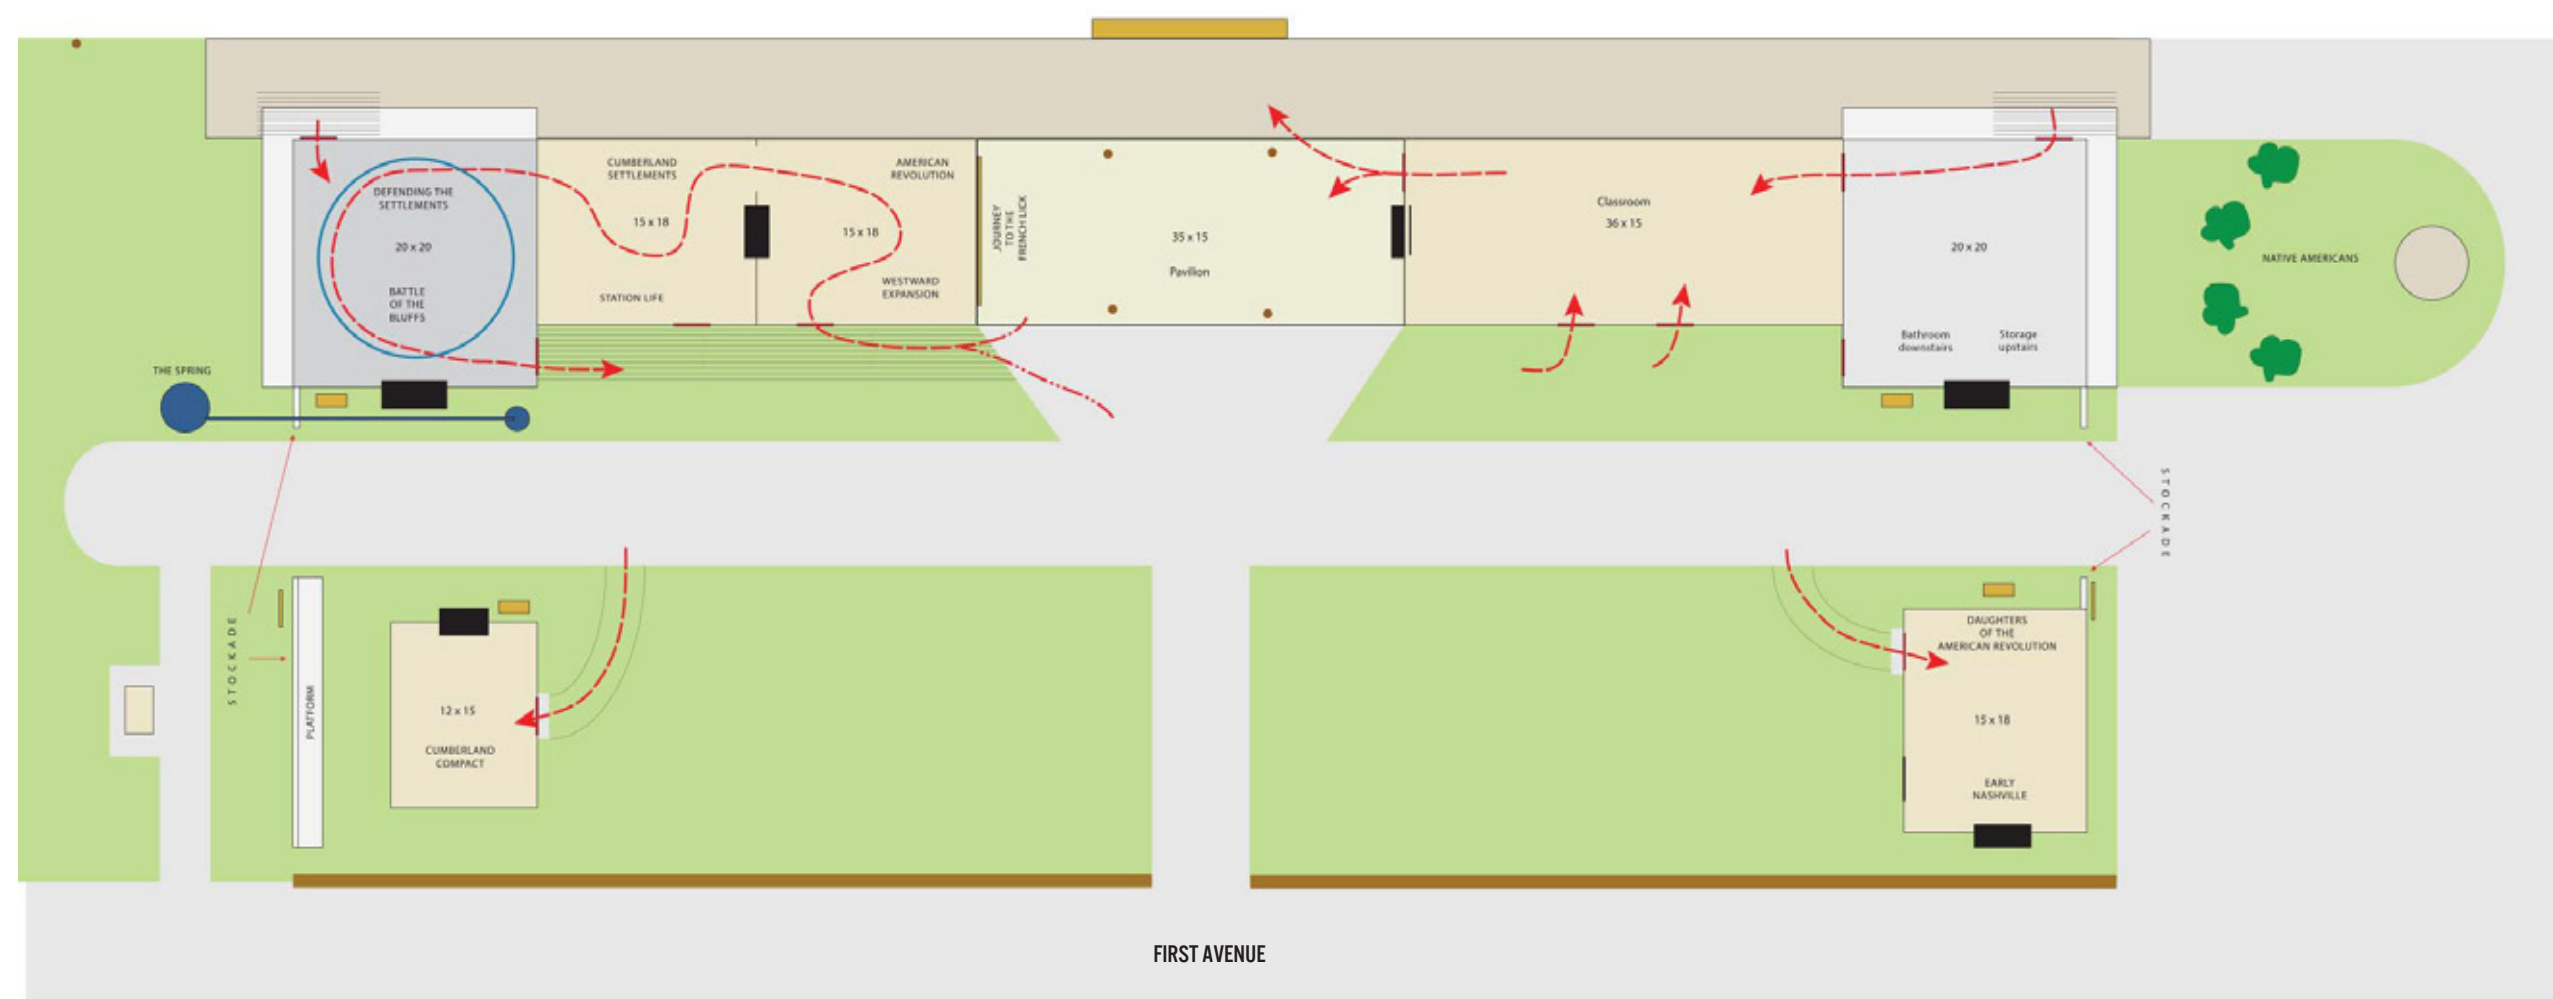 CUMBERLAND
SETTLEMENTS
AMERICAN
REVOLUTION
DEFENDING THE
SETTLEMENTS
20 x 20
BATTLE
OF THE
BLUFFS
15 x 18
STATION LIFE
15 x 18
WESTWARD
EXPANSION
JOURNEY
TO THE
FRENCH LICK
35 x 15
Pavilion
Classroom
36 x 15
20 x 20
Bathroom
downstairs
Storage
upstairs
NATIVE AMERICANS
THE SPRING
STOCKADE
STOCKADE
PLATFORM
12 x 15
CUMBERLAND
COMPACT
DAUGHTERS
OF THE
AMERICAN REVOLUTION
15 x 18
EARLY
NASHVILLE
FIRST AVENUE